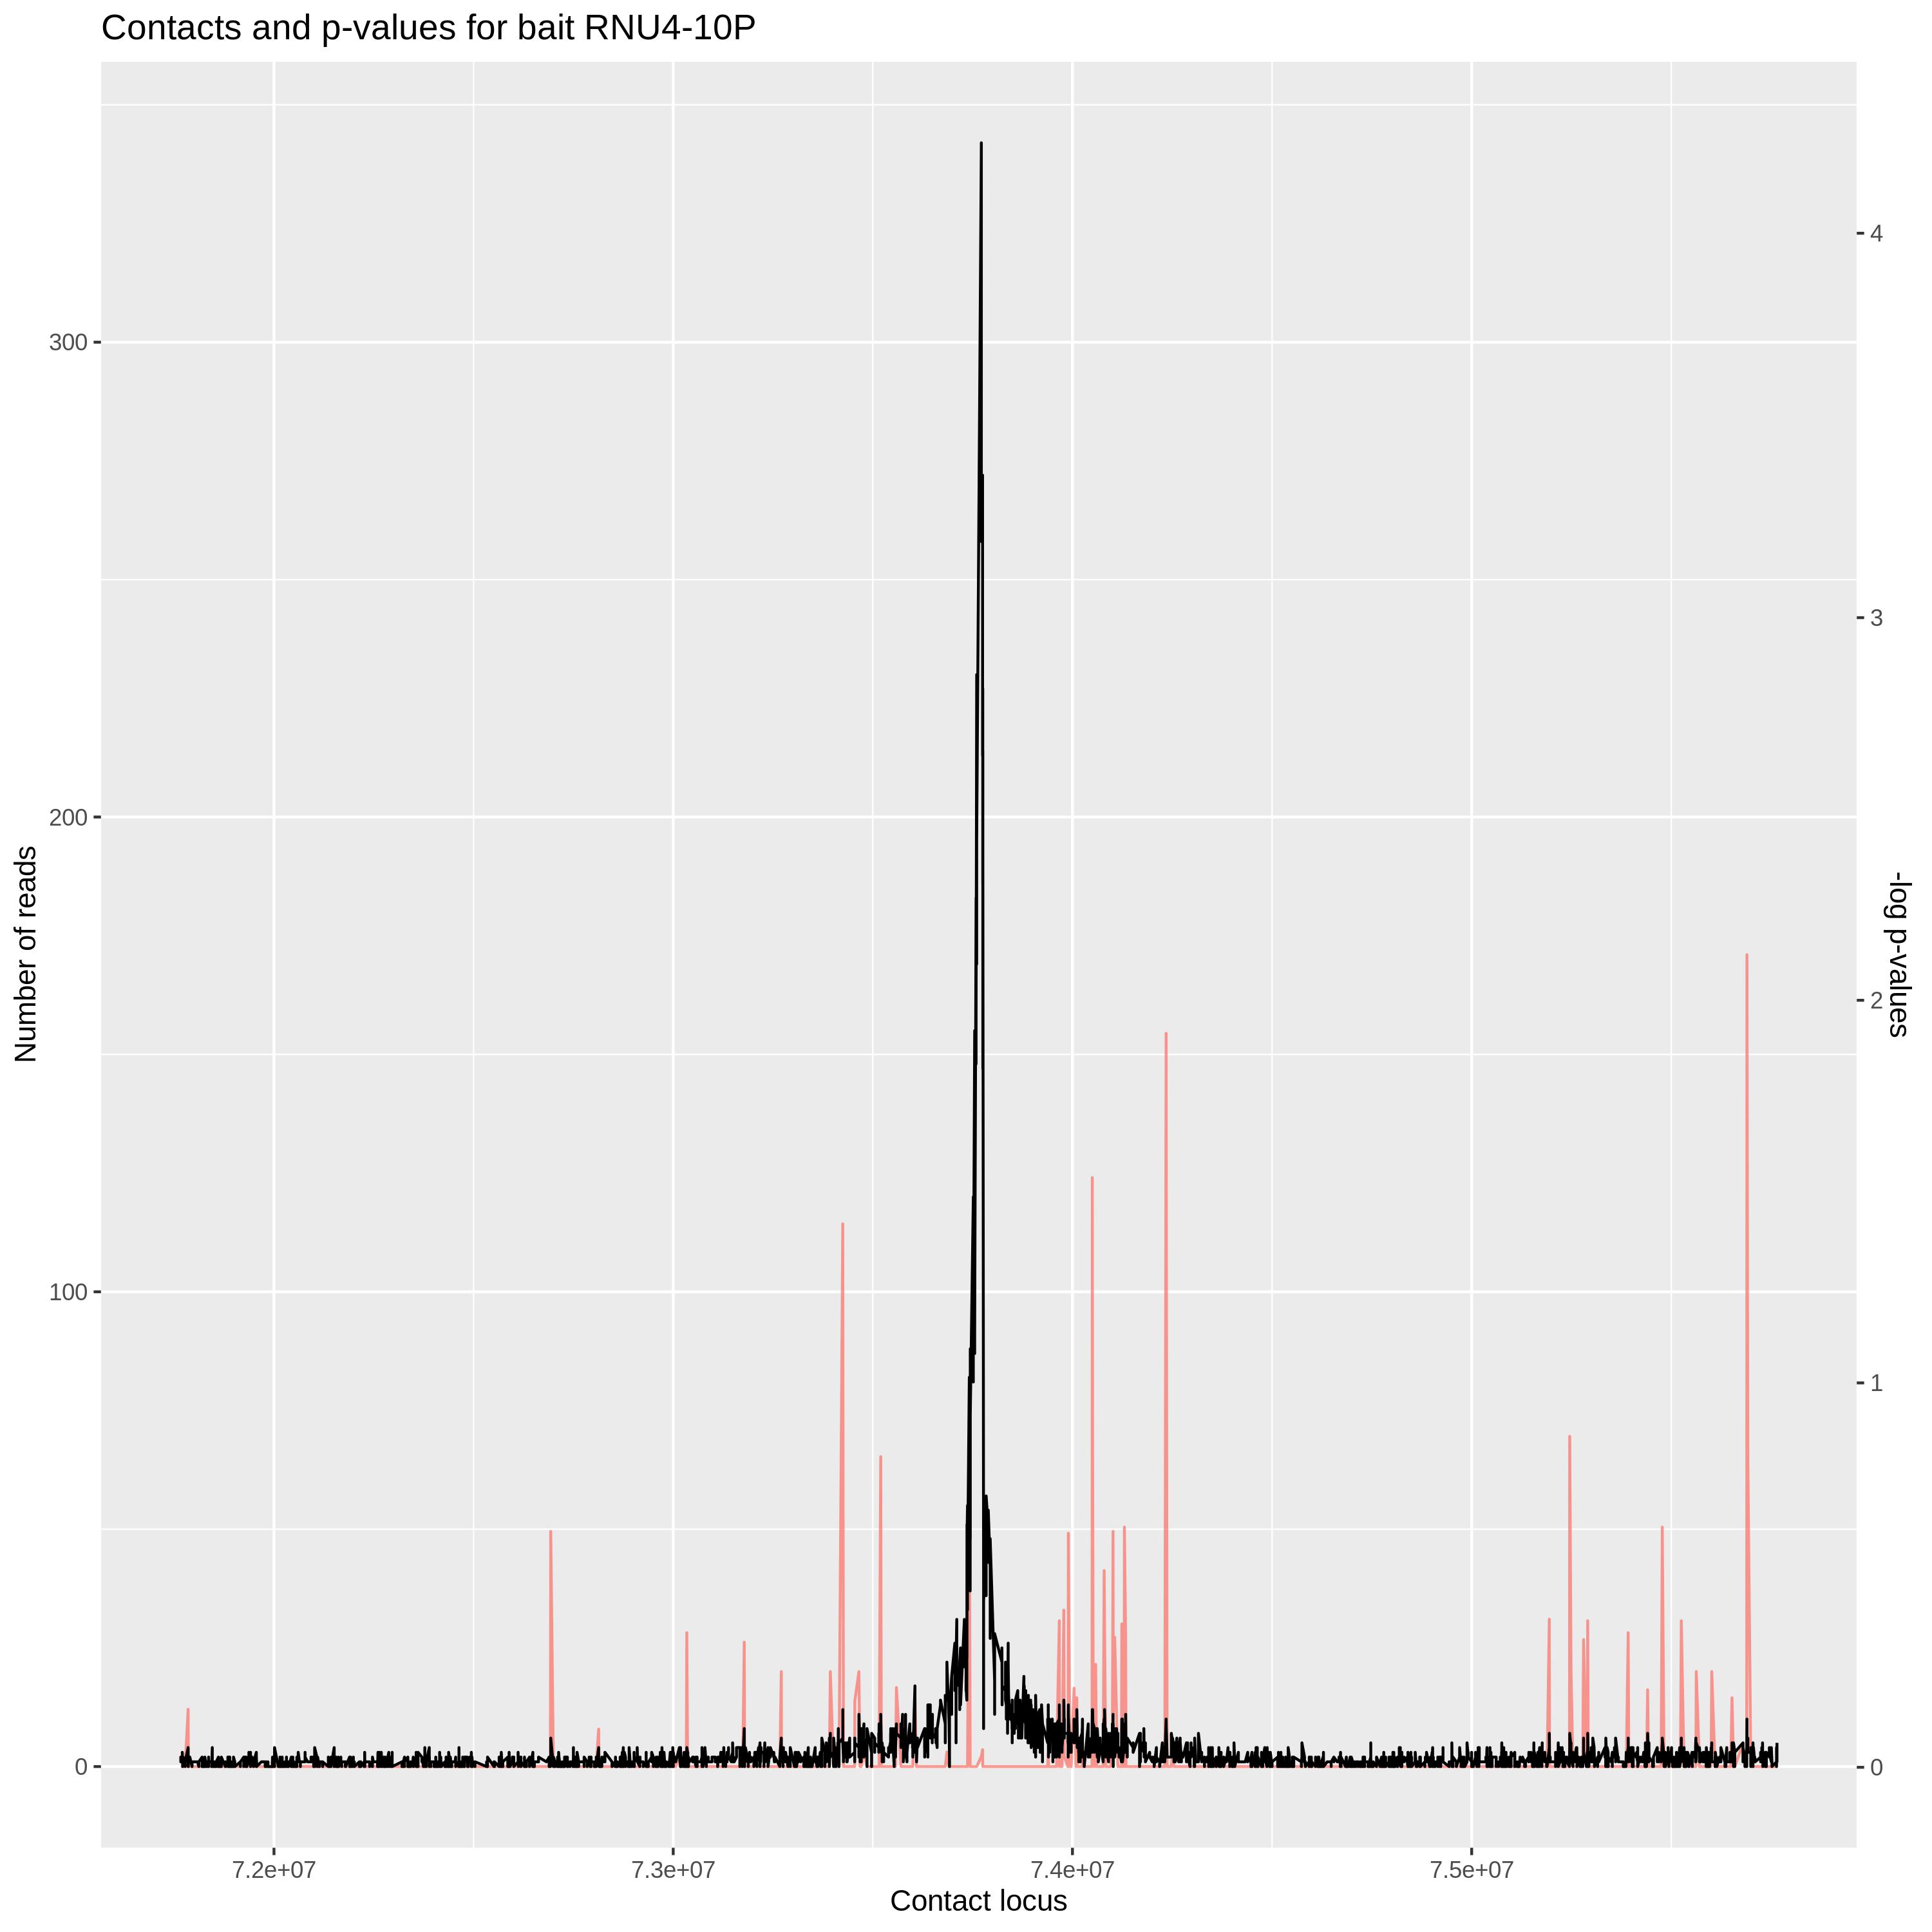 Contacts and p-values for bait RNU4-10P
300
200
100
0
Number of reads
4
3
2
1
0
-log p-values
7.2e+07
7.3e+07
7.4e+07
7.5e+07
Contact locus